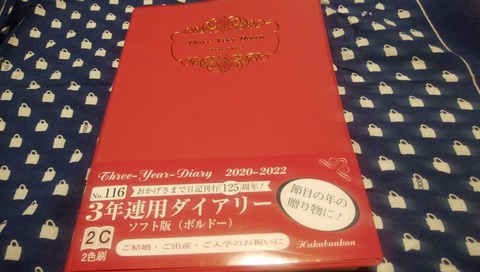 Three Year Diary
Three-Year-Diary 2020-2022
No.116 おかげさまで日記刊行125周年!
3年連用ダイアリー
ソフト版（ボルドー）
節目の年の
贈り物に!
2C
2色刷
ご結婚・ご出産・ご入学のお祝いに
Hakubunkan